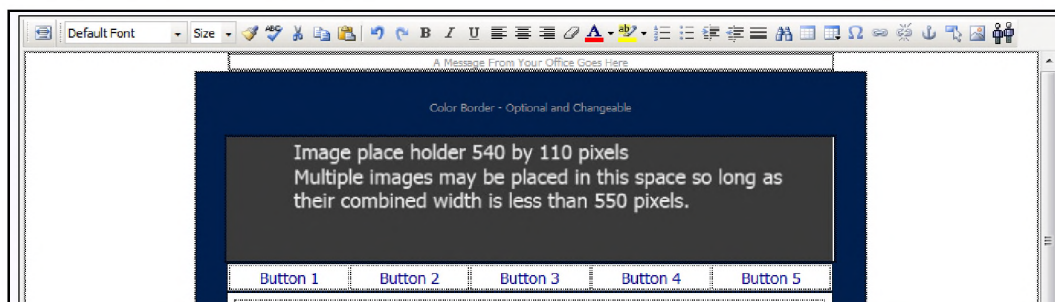 Default Font Size ABC B I U A ab Ω
A Message From Your Office Goes Here
Color Border - Optional and Changeable
Image place holder 540 by 110 pixels
Multiple images may be placed in this space so long as
their combined width is less than 550 pixels.
Button 1 Button 2 Button 3 Button 4 Button 5